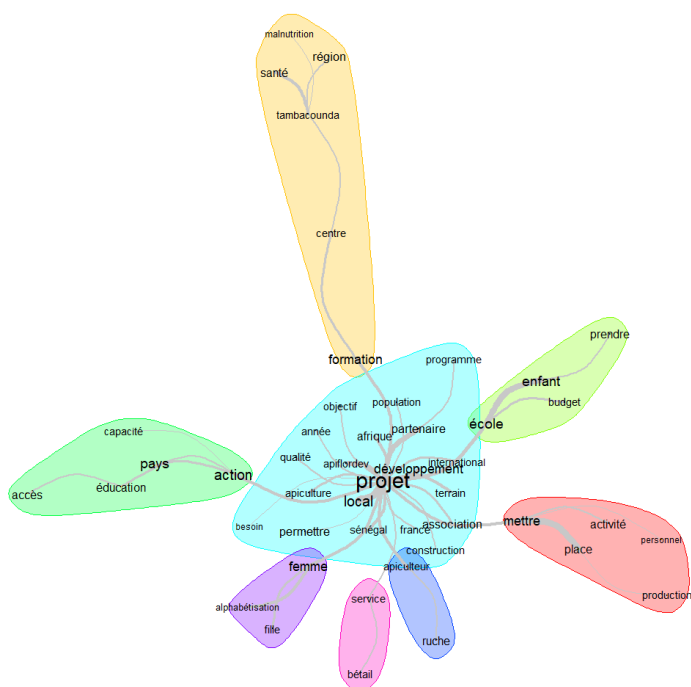 malnutrition
région
santé
tambacounda
centre
formation
programme
prendre
enfant
budget
école
population
objectif
année
afrique
partenaire
qualité
apiflordev
développement
international
projet
apiculture
local
terrain
besoin
permettre
sénégal
france
association
construction
capacité
pays
action
éducation
accès
mettre
activité
personnel
place
production
femme
alphabétisation
fille
apiculteur
ruche
service
bétail